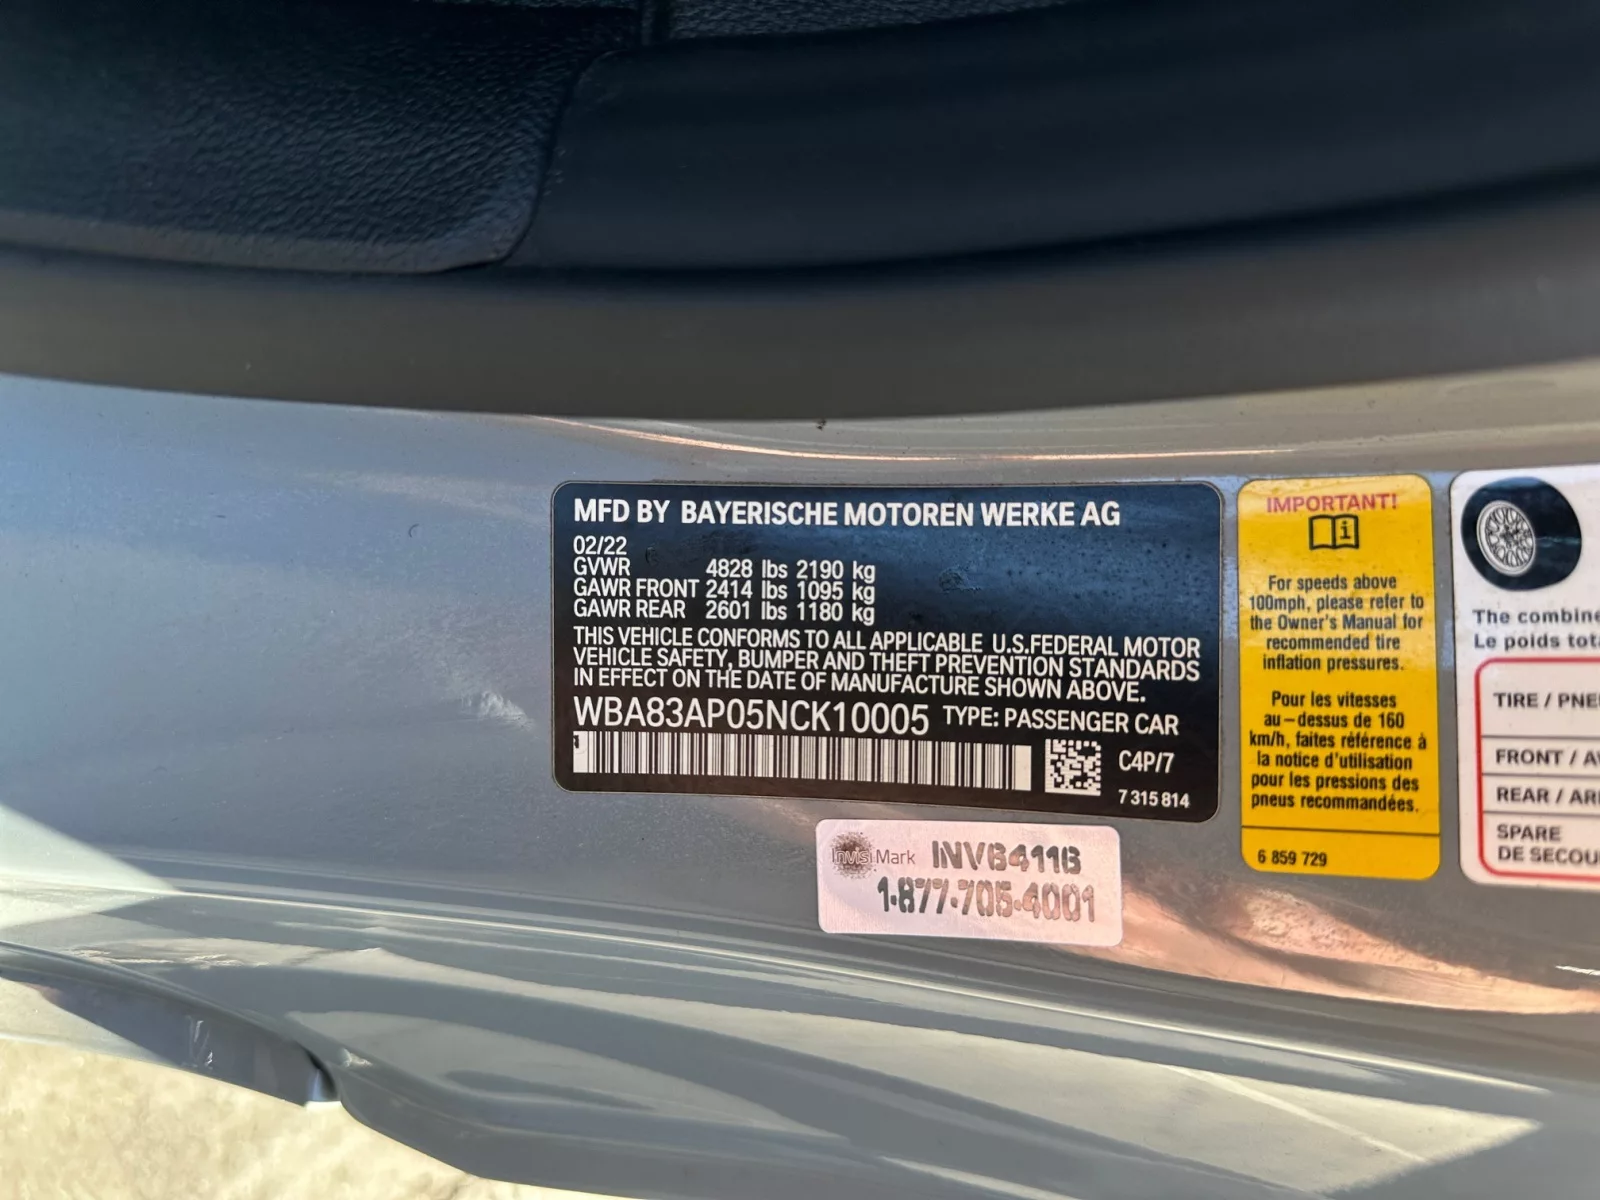 MFD BY BAYERISCHE MOTOREN WERKE AG
02/22
GVWR 4828 lbs 2190 kg
GAWR FRONT 2414 lbs 1095 kg
GAWR REAR 2601 lbs 1180 kg
THIS VEHICLE CONFORMS TO ALL APPLICABLE U.S.FEDERAL MOTOR
VEHICLE SAFETY, BUMPER AND THEFT PREVENTION STANDARDS
IN EFFECT ON THE DATE OF MANUFACTURE SHOWN ABOVE.
WBA83AP05NCK10005 TYPE: PASSENGER CAR
C4P/7
7 315 814
InvisiMark INV64116
1-877-705-4001
IMPORTANT!
For speeds above
100mph, please refer to
the Owner's Manual for
recommended tire
inflation pressures.
Pour les vitesses
au-dessus de 160
km/h, faites référence à
la notice d'utilisation
pour les pressions des
pneus recommandées.
6 859 729
The combine
Le poids tot
TIRE / PNE
FRONT / A
REAR / AR
SPARE
DE SECOU